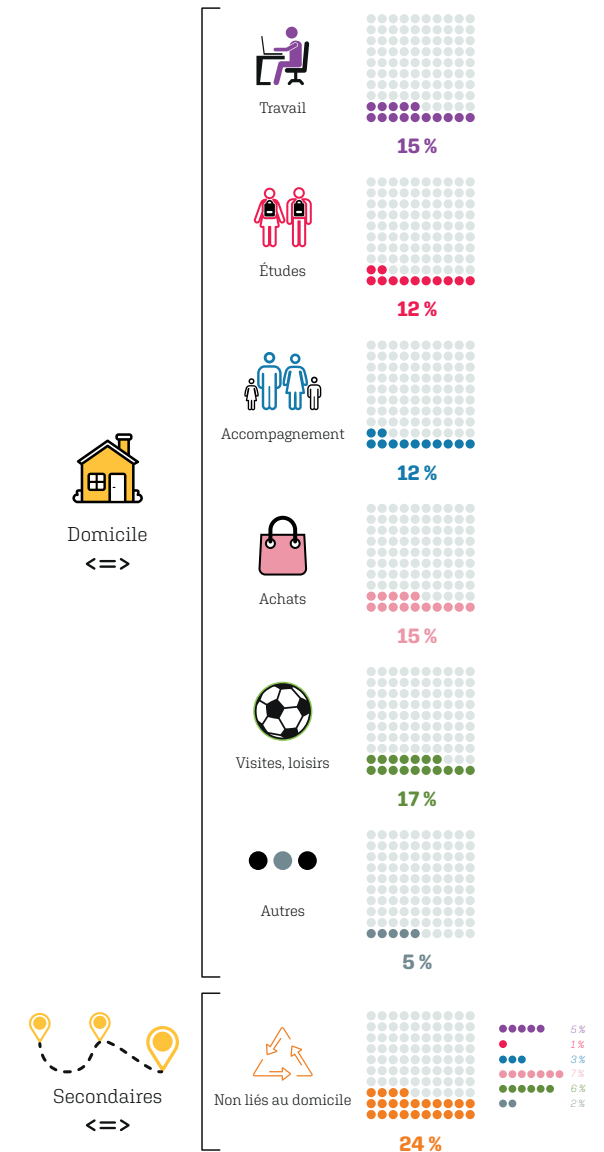 Travail
15 %
Études
12 %
Accompagnement
12 %
Domicile
<=>
Achats
15 %
Visites, loisirs
17 %
Autres
5 %
Secondaires
<=>
Non liés au domicile
24 %
5 %
1 %
3 %
7 %
6 %
2 %